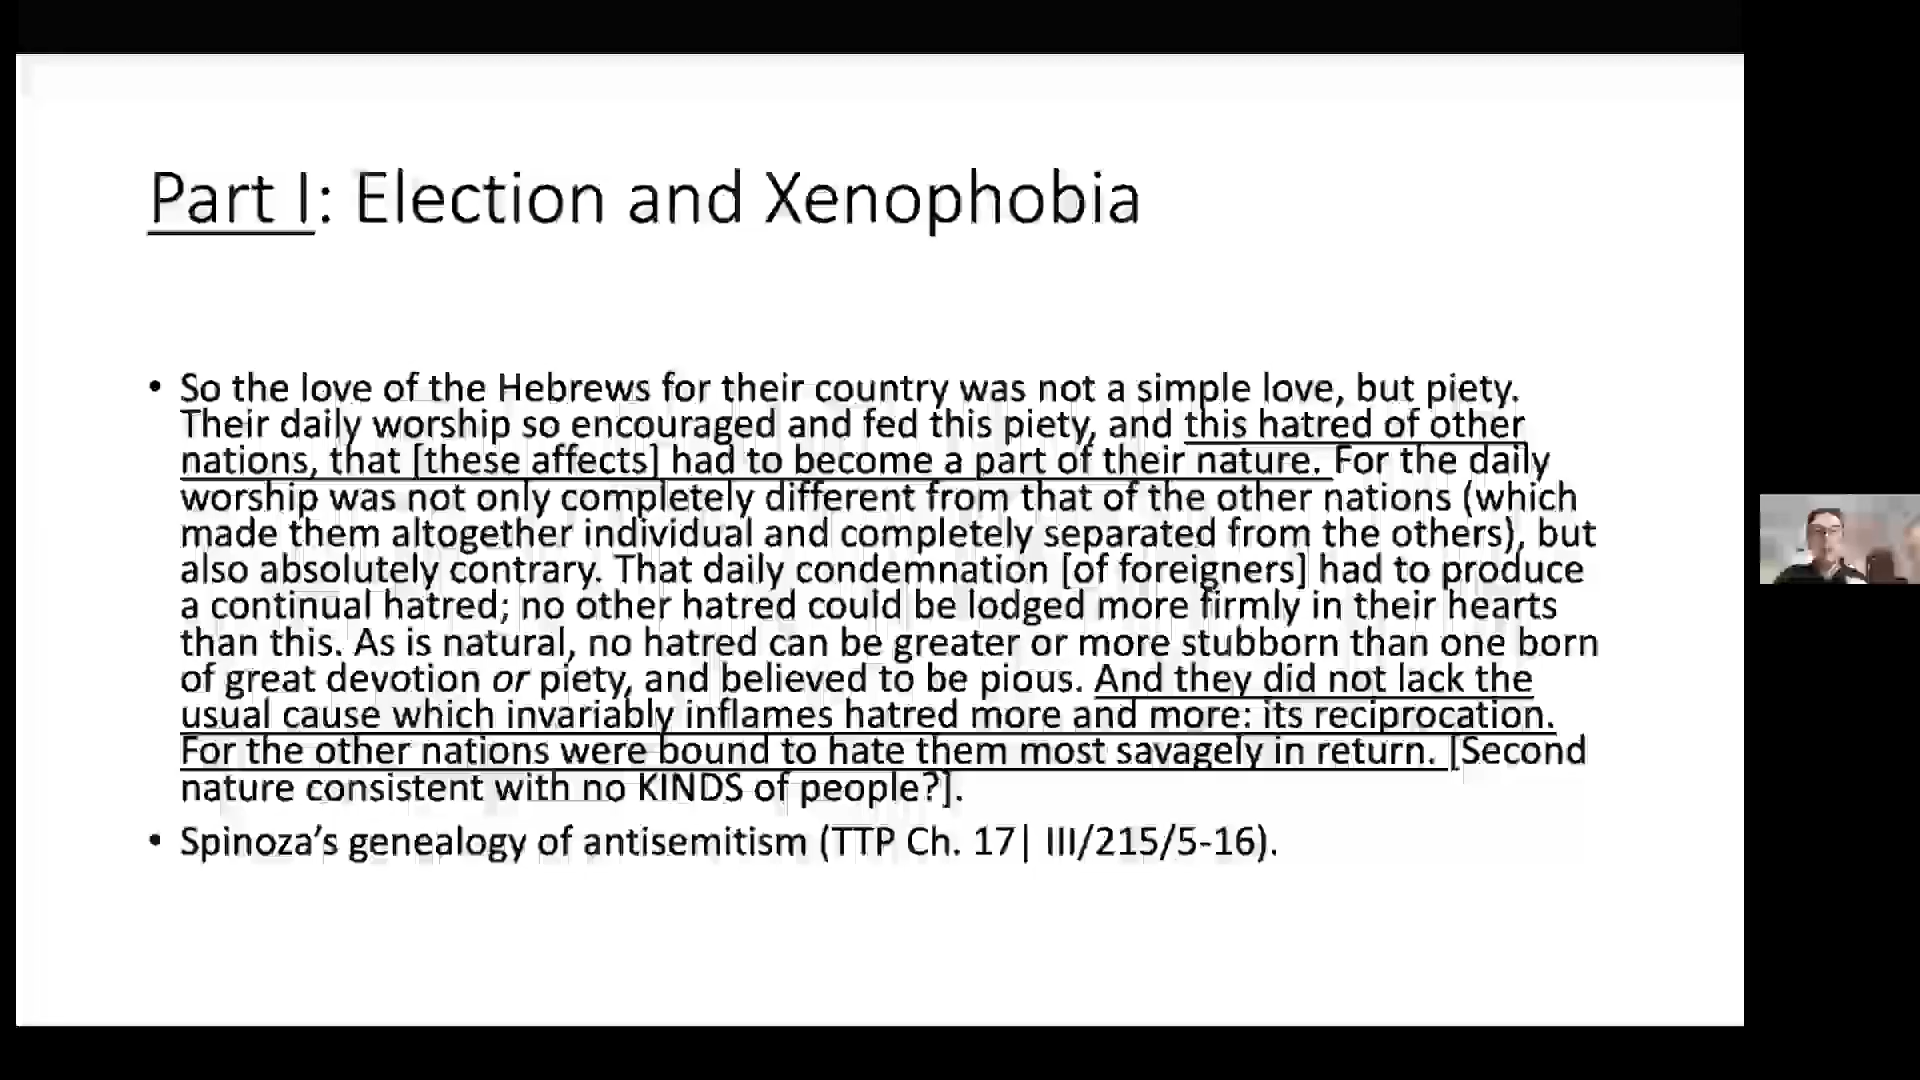 Part I: Election and Xenophobia
• So the love of the Hebrews for their country was not a simple love, but piety.
Their daily worship so encouraged and fed this piety, and this hatred of other
nations, that [these affects] had to become a part of their nature. For the daily
worship was not only completely different from that of the other nations (which
made them altogether individual and completely separated from the others), but
also absolutely contrary. That daily condemnation [of foreigners] had to produce
a continual hatred; no other hatred could be lodged more firmly in their hearts
than this. As is natural, no hatred can be greater or more stubborn than one born
of great devotion or piety, and believed to be pious. And they did not lack the
usual cause which invariably inflames hatred more and more: its reciprocation.
For the other nations were bound to hate them most savagely in return. [Second
nature consistent with no KINDS of people?].
• Spinoza’s genealogy of antisemitism (TTP Ch. 17| III/215/5-16).